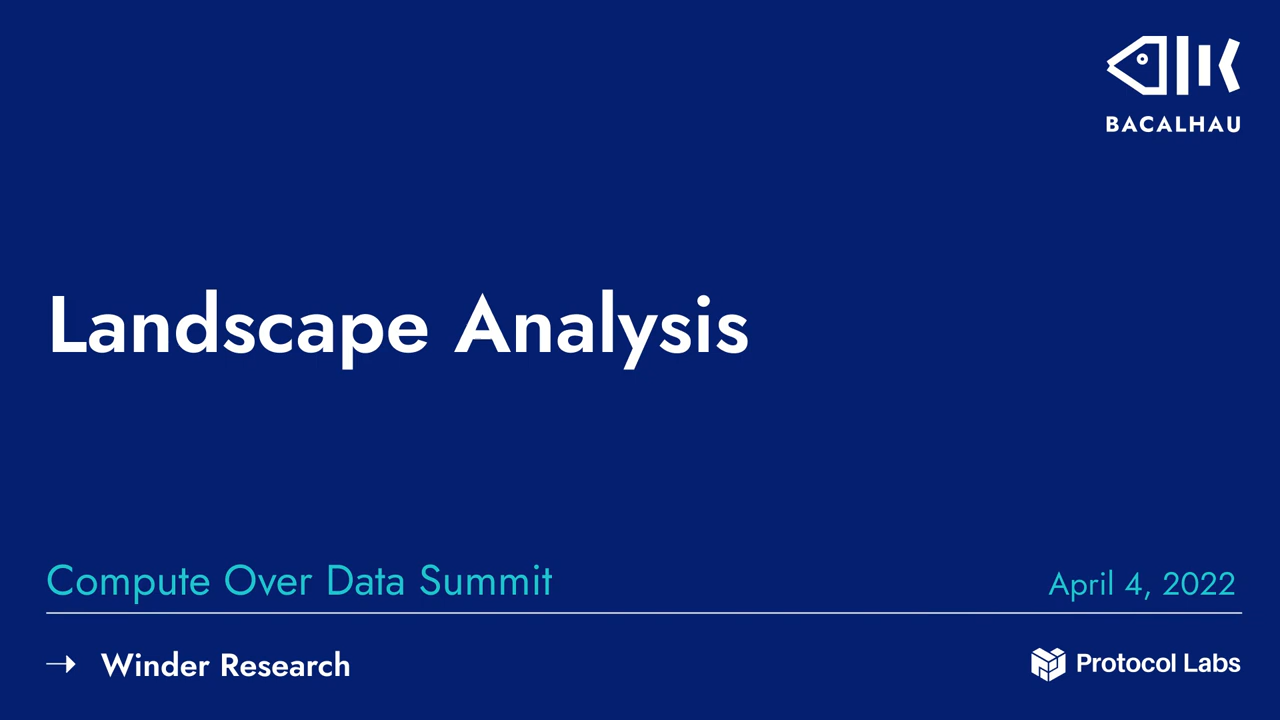 BACALHAU
Landscape Analysis
Compute Over Data Summit
April 4, 2022
Winder Research
Protocol Labs